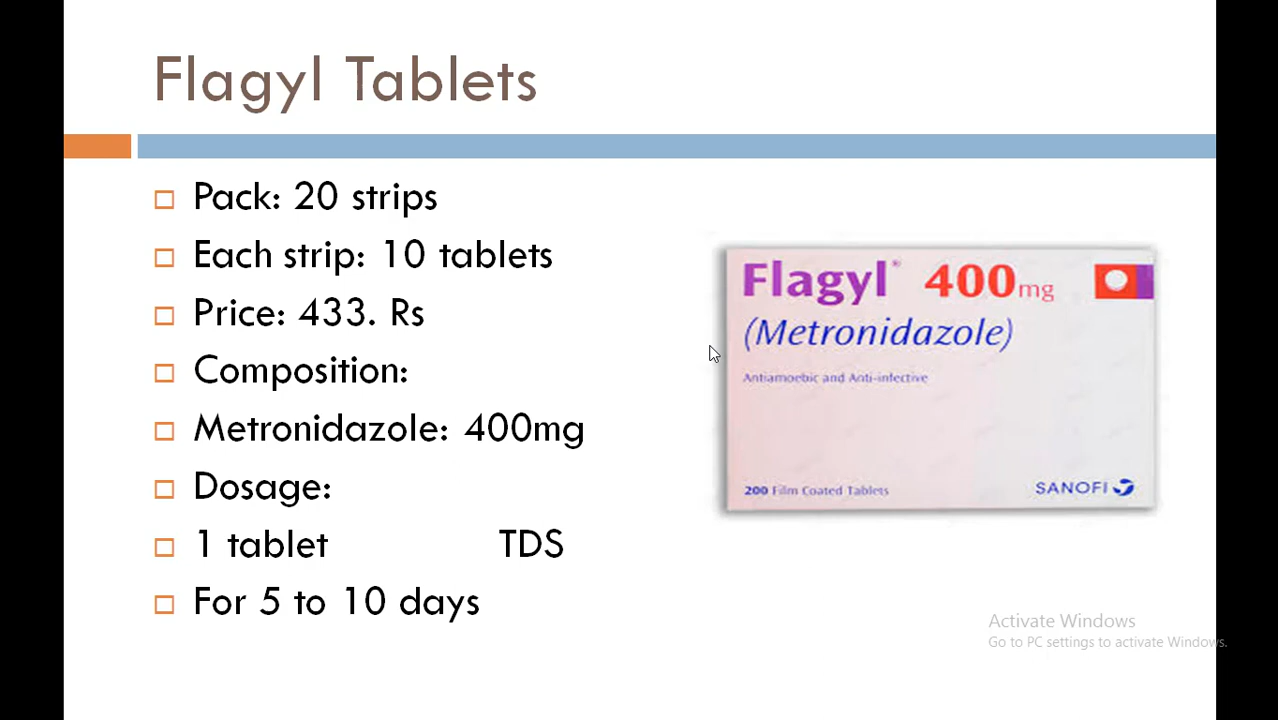 Flagyl Tablets
Pack: 20 strips
Each strip: 10 tablets
Price: 433. Rs
Composition:
Metronidazole: 400mg
Dosage:
1 tablet TDS
For 5 to 10 days
Flagyl® 400mg
(Metronidazole)
Antiamoebic and Anti-infective
200 Film Coated Tablets
SANOFI
Activate Windows
Go to PC settings to activate Windows.